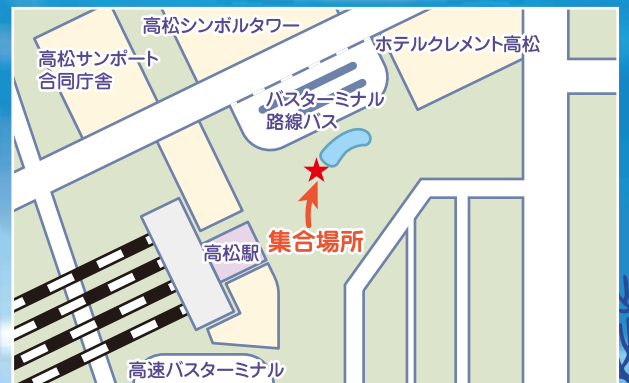 高松シンボルタワー
ホテルクレメント高松
高松サンポート
合同庁舎
バスターミナル
路線バス
集合場所
高松駅
高速バスターミナル